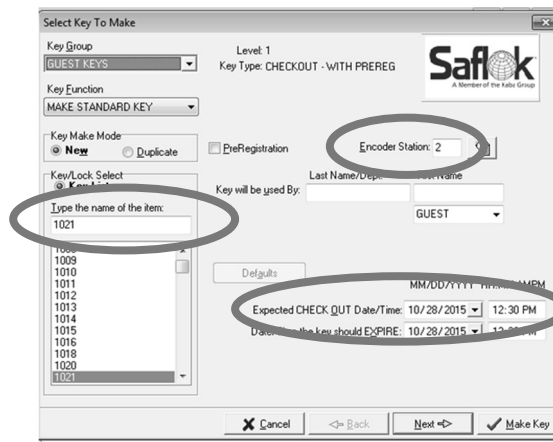 Select Key To Make
Key Group
GUEST KEYS
Level: 1
Key Type: CHECKOUT - WITH PREREG
Saflok
A Member of the Kaba Group
Key Function
MAKE STANDARD KEY
Key Make Mode
New Duplicate
PreRegistration
Encoder Station: 2
Key/Lock Select
Last Name/Dept.
Name
Key will be used By:
GUEST
Type the name of the item:
1021
1009
1010
1011
1012
1013
1014
1015
1016
1018
1020
1021
Defaults
MM/DD/YYYY
Expected CHECK OUT Date/Time: 10/28/2015 12:30 PM
the key should EXPIRE: 10/28/2015
Cancel Back Next Make Key